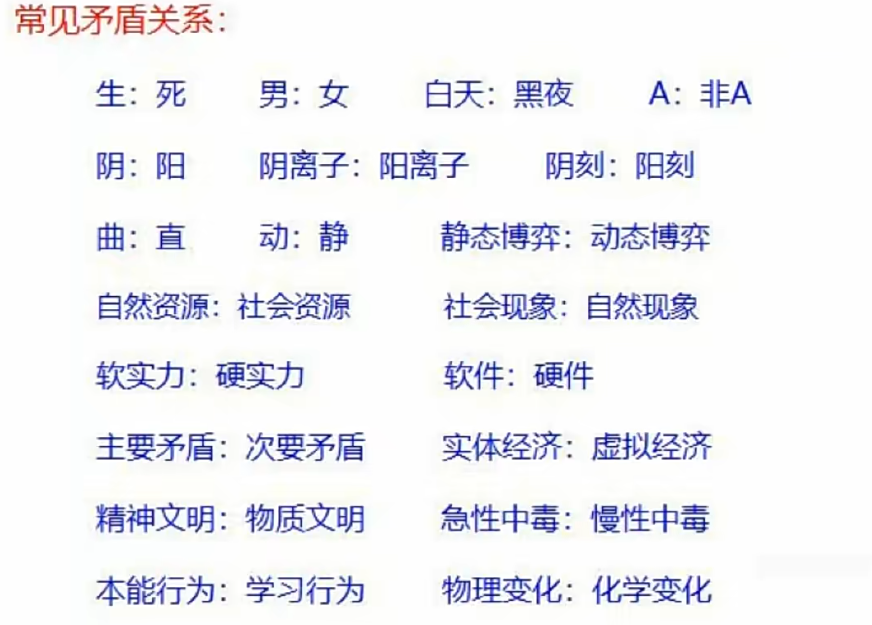 常见矛盾关系：
生：死 男：女 白天：黑夜 A：非A
阴：阳 阴离子：阳离子 阴刻：阳刻
曲：直 动：静 静态博弈：动态博弈
自然资源：社会资源 社会现象：自然现象
软实力：硬实力 软件：硬件
主要矛盾：次要矛盾 实体经济：虚拟经济
精神文明：物质文明 急性中毒：慢性中毒
本能行为：学习行为 物理变化：化学变化